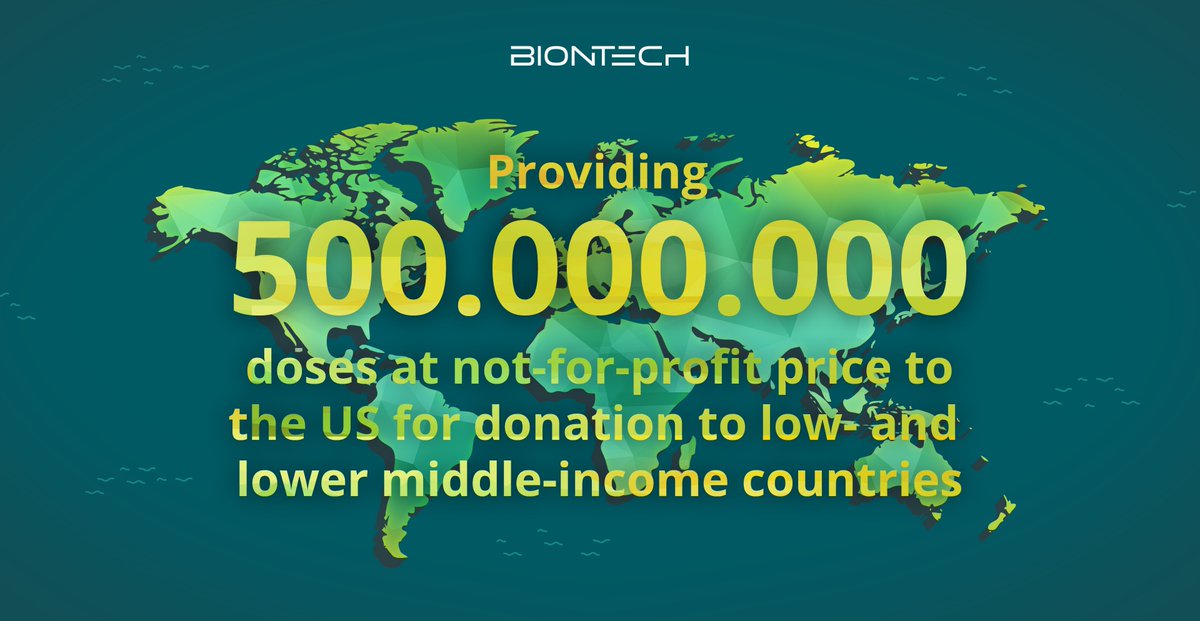 BIONTECH
Providing
500.000.000
doses at not-for-profit price to
the US for donation to low- and
lower middle-income countries